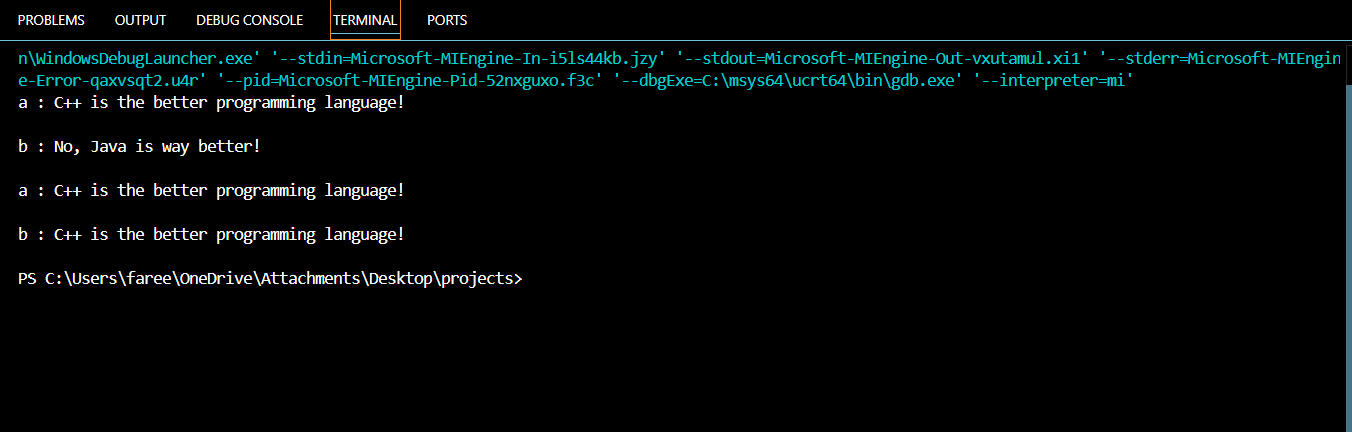 PROBLEMS OUTPUT DEBUG CONSOLE TERMINAL PORTS
n\WindowsDebugLauncher.exe' '--stdin=Microsoft-MIEngine-In-i5ls44kb.jzy' '--stdout=Microsoft-MIEngine-Out-vxutamul.xi1' '--stderr=Microsoft-MIEngin
e-Error-qaxvsqt2.u4r' '--pid=Microsoft-MIEngine-Pid-52nxguxo.f3c' '--dbgExe=C:\msys64\ucrt64\bin\gdb.exe' '--interpreter=mi'
a : C++ is the better programming language!
b : No, Java is way better!
a : C++ is the better programming language!
b : C++ is the better programming language!
PS C:\Users\faree\OneDrive\Attachments\Desktop\projects>